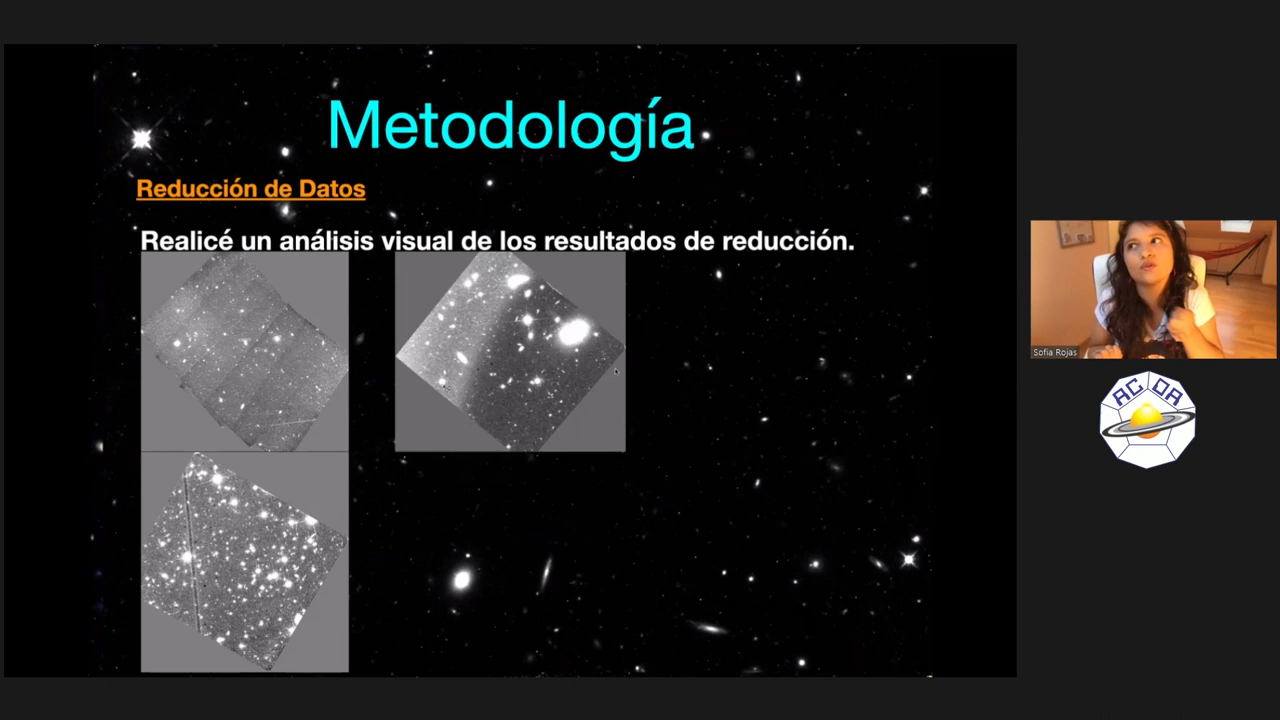 Metodología
Reducción de Datos
Realicé un análisis visual de los resultados de reducción.
Sofia Rojas
AC OA